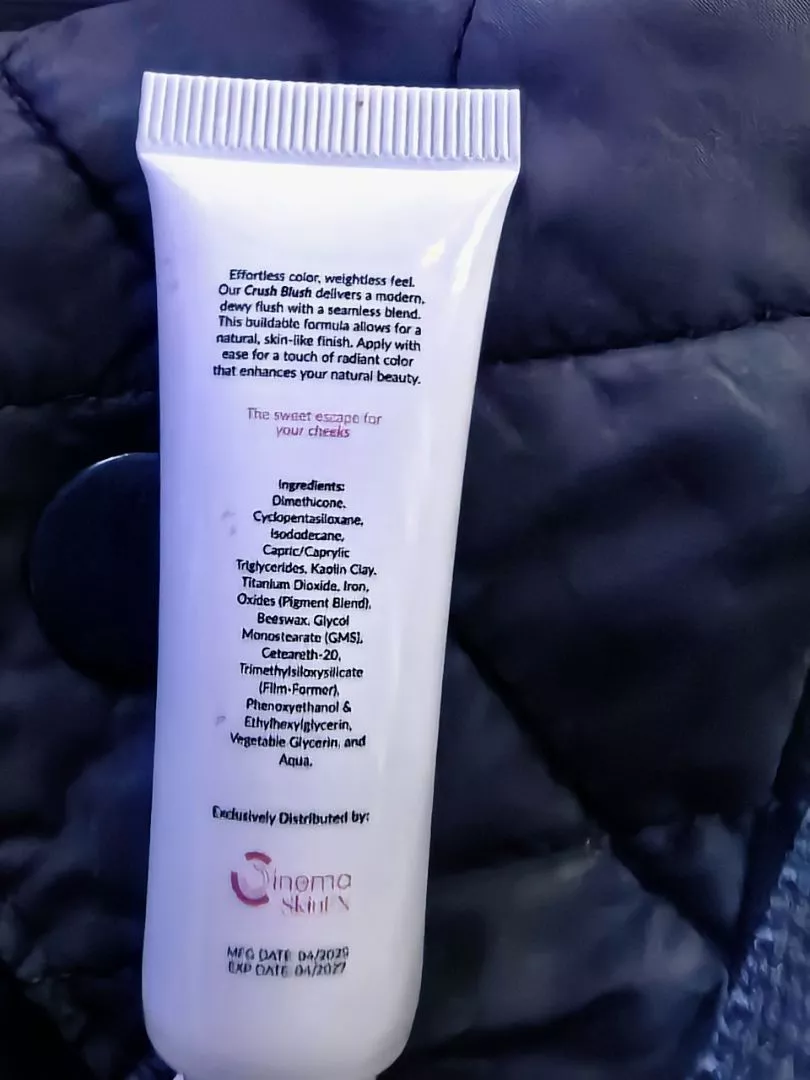 Effortless color, weightless feel.
Our Crush Blush delivers a modern,
dewy flush with a seamless blend.
This buildable formula allows for a
natural, skin-like finish. Apply with
ease for a touch of radiant color
that enhances your natural beauty.
The sweet escape for
your cheeks
Ingredients:
Dimethicone,
Cyclopentasiloxane,
Isododecane,
Capric/Caprylic
Triglycerides, Kaolin Clay,
Titanium Dioxide, Iron,
Oxides (Pigment Blend),
Beeswax, Glycol
Monostearate (GMS),
Ceteareth-20,
Trimethylsiloxysilicate
(Film-Former),
Phenoxyethanol &
Ethylhexylglycerin,
Vegetable Glycerin, and
Aqua.
Exclusively Distributed by:
MFG DATE
EXP DATE 04/2027